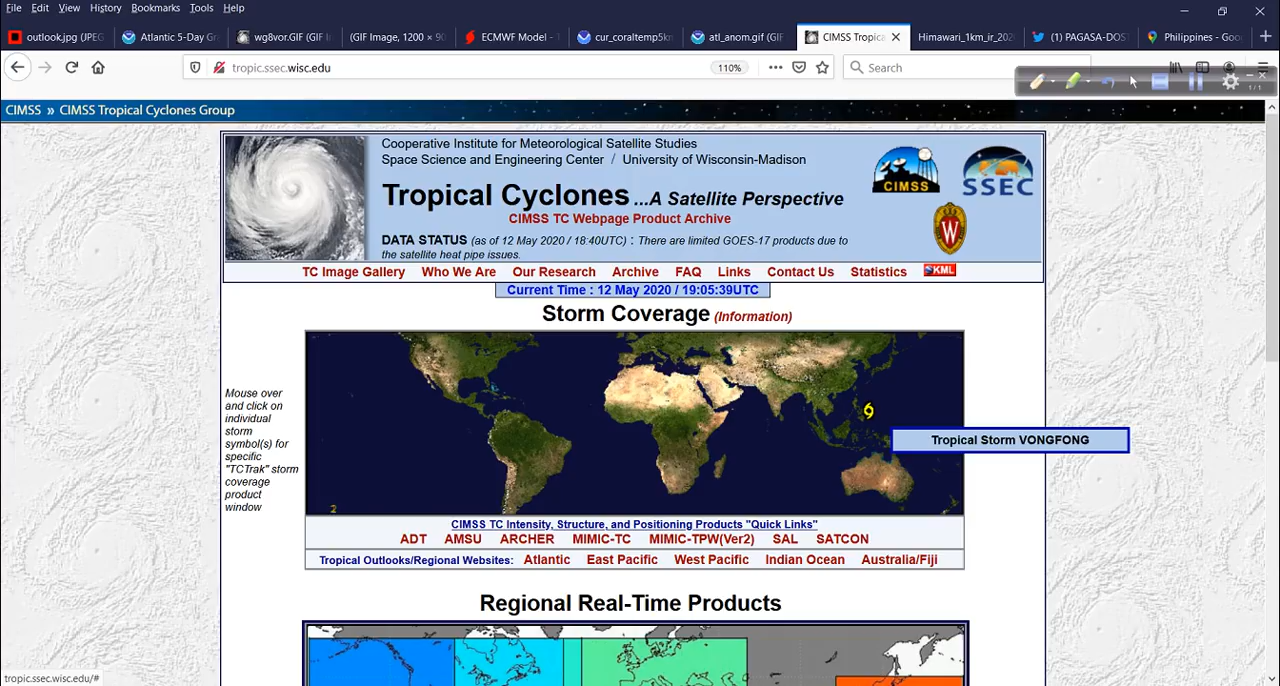 File Edit View History Bookmarks Tools Help
outlook.jpg (JPEG
Atlantic 5-Day Gr
wg8vor.GIF (GIF I
(GIF Image, 1200 × 90
ECMWF Model -
cur_coraltemp5k
atl_anom.gif (GIF
CIMSS Tropica
Himawari_1km_ir_202
(1) PAGASA-DOS
Philippines - Goo
tropic.ssec.wisc.edu
110%
Search
1/1
CIMSS » CIMSS Tropical Cyclones Group
Cooperative Institute for Meteorological Satellite Studies
Space Science and Engineering Center / University of Wisconsin-Madison
Tropical Cyclones ...A Satellite Perspective
CIMSS TC Webpage Product Archive
DATA STATUS (as of 12 May 2020 / 18:40UTC) : There are limited GOES-17 products due to
the satellite heat pipe issues.
CIMSS
SSEC
W
TC Image Gallery Who We Are Our Research Archive FAQ Links Contact Us Statistics KML
Current Time : 12 May 2020 / 19:05:39UTC
Storm Coverage (Information)
Mouse over
and click on
individual
storm
symbol(s) for
specific
"TCTrak" storm
coverage
product
window
Tropical Storm VONGFONG
2
CIMSS TC Intensity, Structure, and Positioning Products "Quick Links"
ADT AMSU ARCHER MIMIC-TC MIMIC-TPW(Ver2) SAL SATCON
Tropical Outlooks/Regional Websites: Atlantic East Pacific West Pacific Indian Ocean Australia/Fiji
Regional Real-Time Products
tropic.ssec.wisc.edu/#